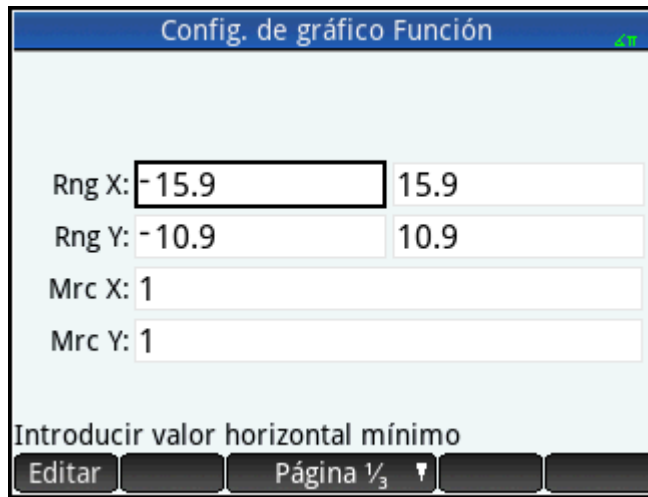 Config. de gráfico Función
∡π
Rng X: -15.9 15.9
Rng Y: -10.9 10.9
Mrc X: 1
Mrc Y: 1
Introducir valor horizontal mínimo
Editar Página ⅓